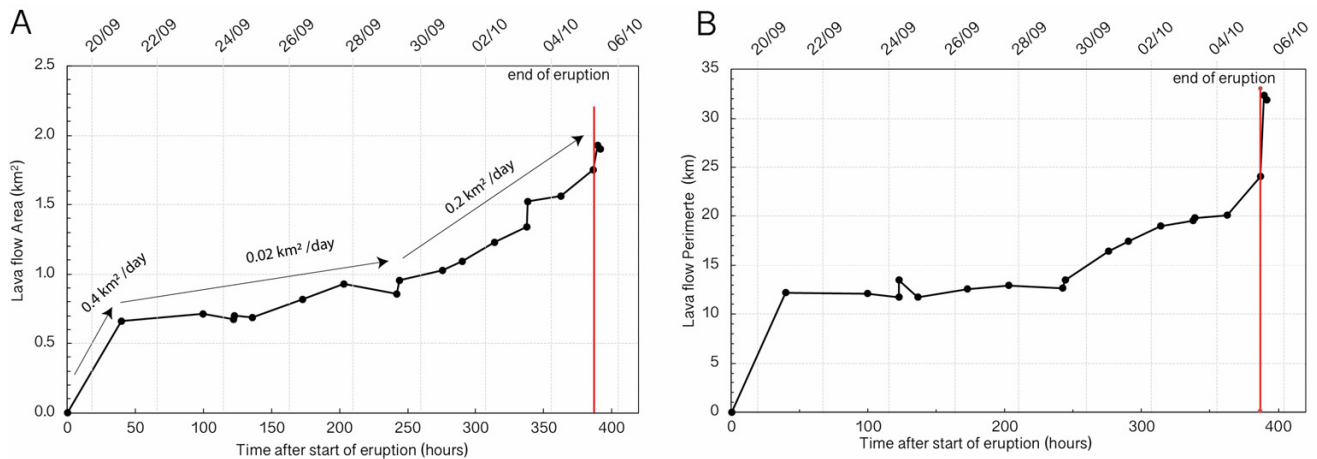 A
20/09 22/09 24/09 26/09 28/09 30/09 02/10 04/10 06/10
2.5
2.0
1.5
1.0
0.5
0.0
Lava flow Area (km²)
end of eruption
0.4 km² /day
0.02 km² /day
0.2 km² /day
0 50 100 150 200 250 300 350 400
Time after start of eruption (hours)
B
20/09 22/09 24/09 26/09 28/09 30/09 02/10 04/10 06/10
35
30
25
20
15
10
5
0
Lava flow Perimerte (km)
end of eruption
0 100 200 300 400
Time after start of eruption (hours)